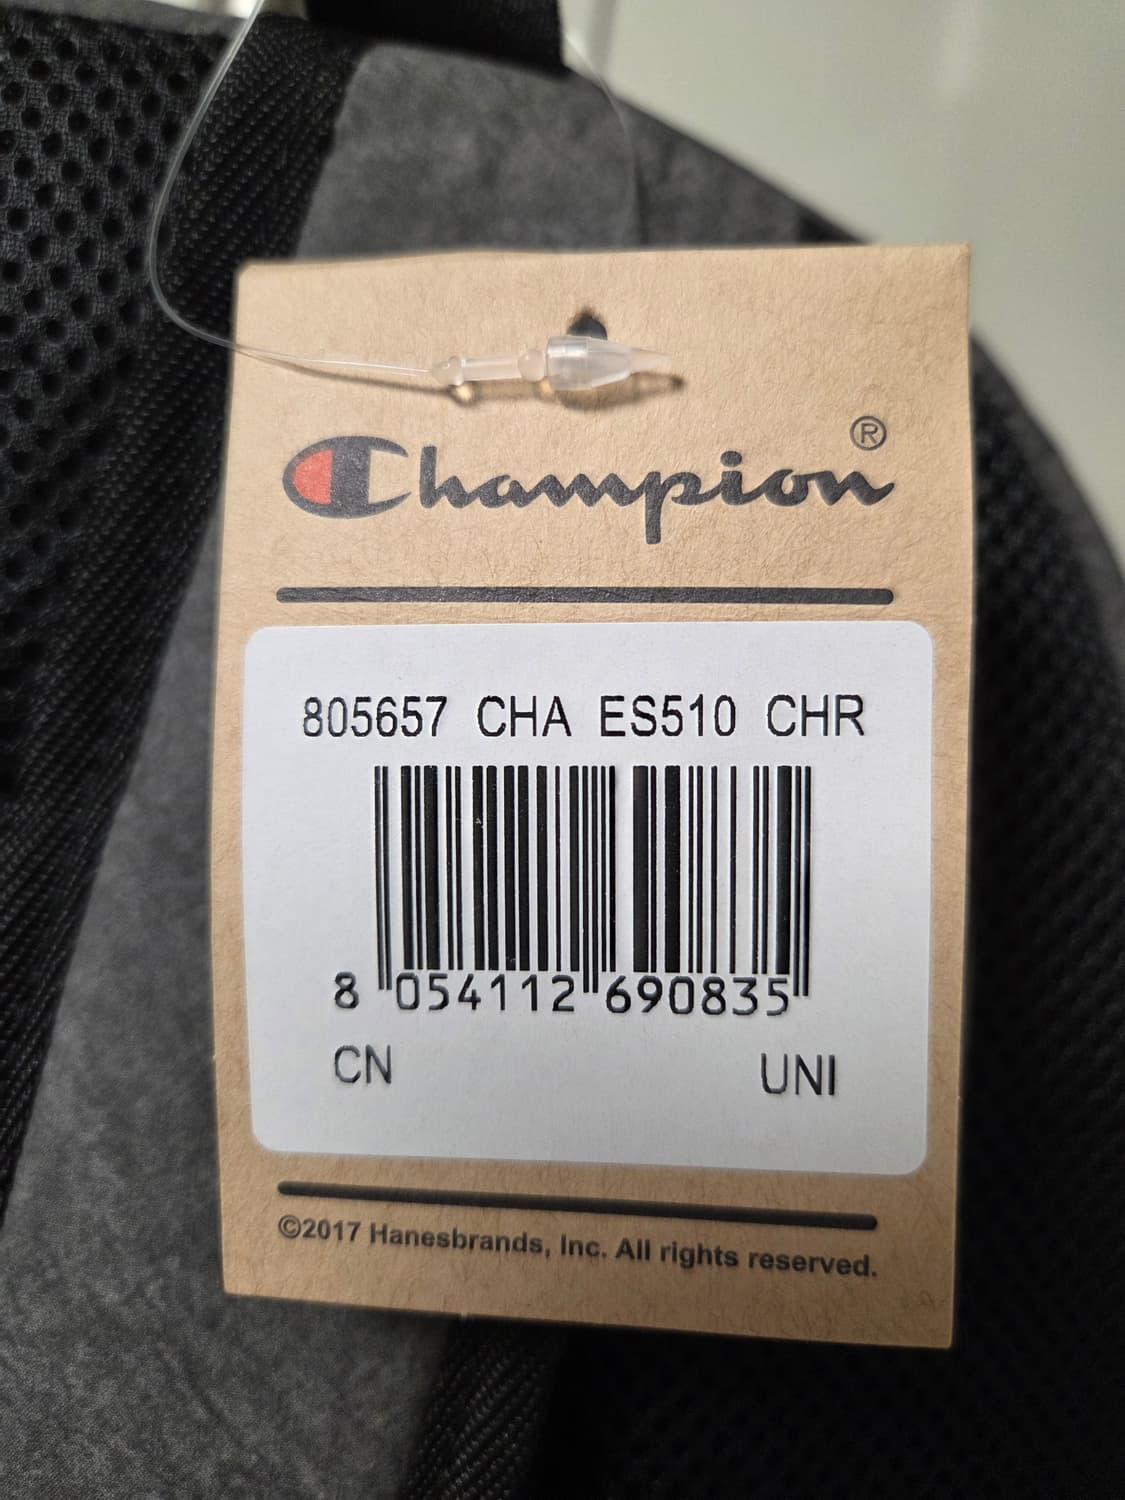 Champion®
805657 CHA ES510 CHR
8 054112 690835
CN UNI
©2017 Hanesbrands, Inc. All rights reserved.